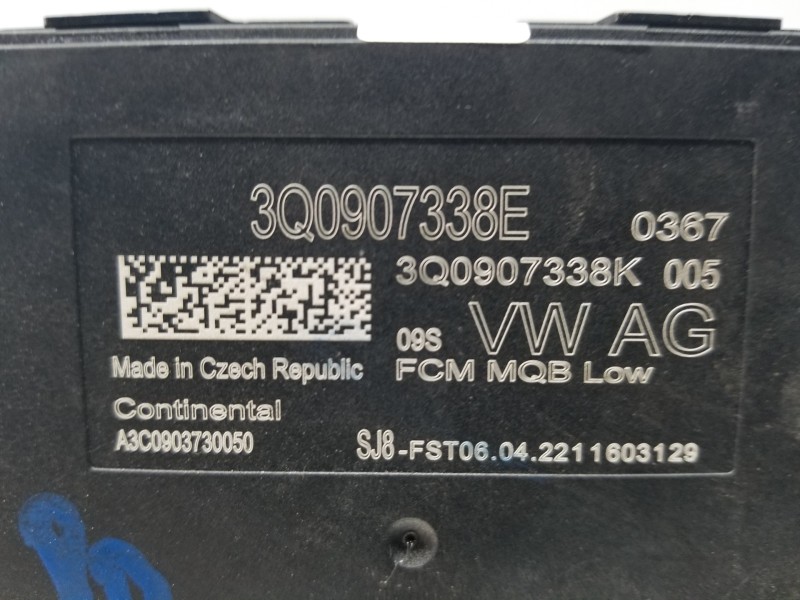 3Q0907338E 0367
3Q0907338K 005
09S VW AG
Made in Czech Republic FCM MQB Low
Continental
A3C0903730050 SJ8-FST06.04.2211603129